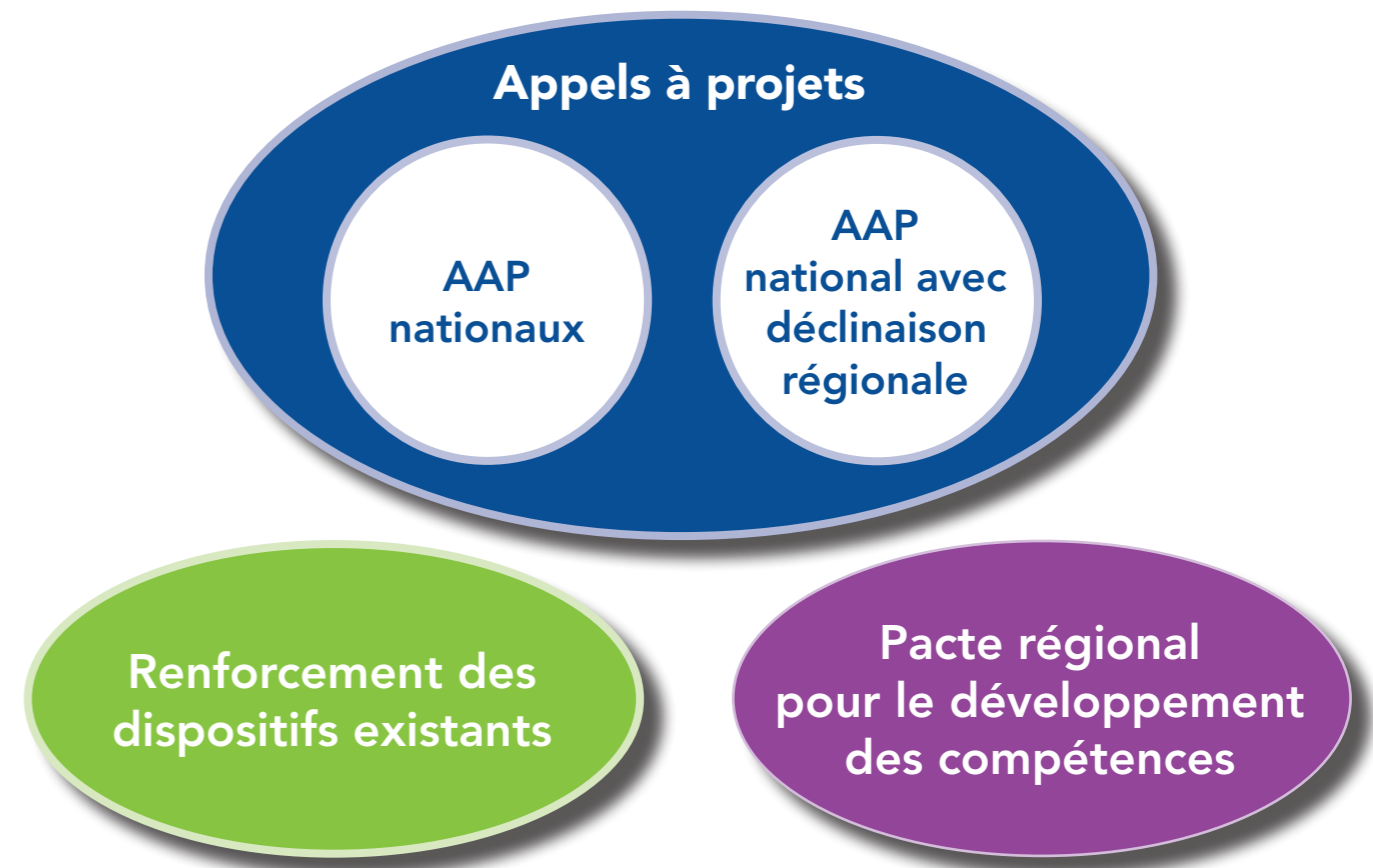 Appels à projets
AAP
nationaux
AAP
national avec
déclinaison
régionale
Renforcement des
dispositifs existants
Pacte régional
pour le développement
des compétences